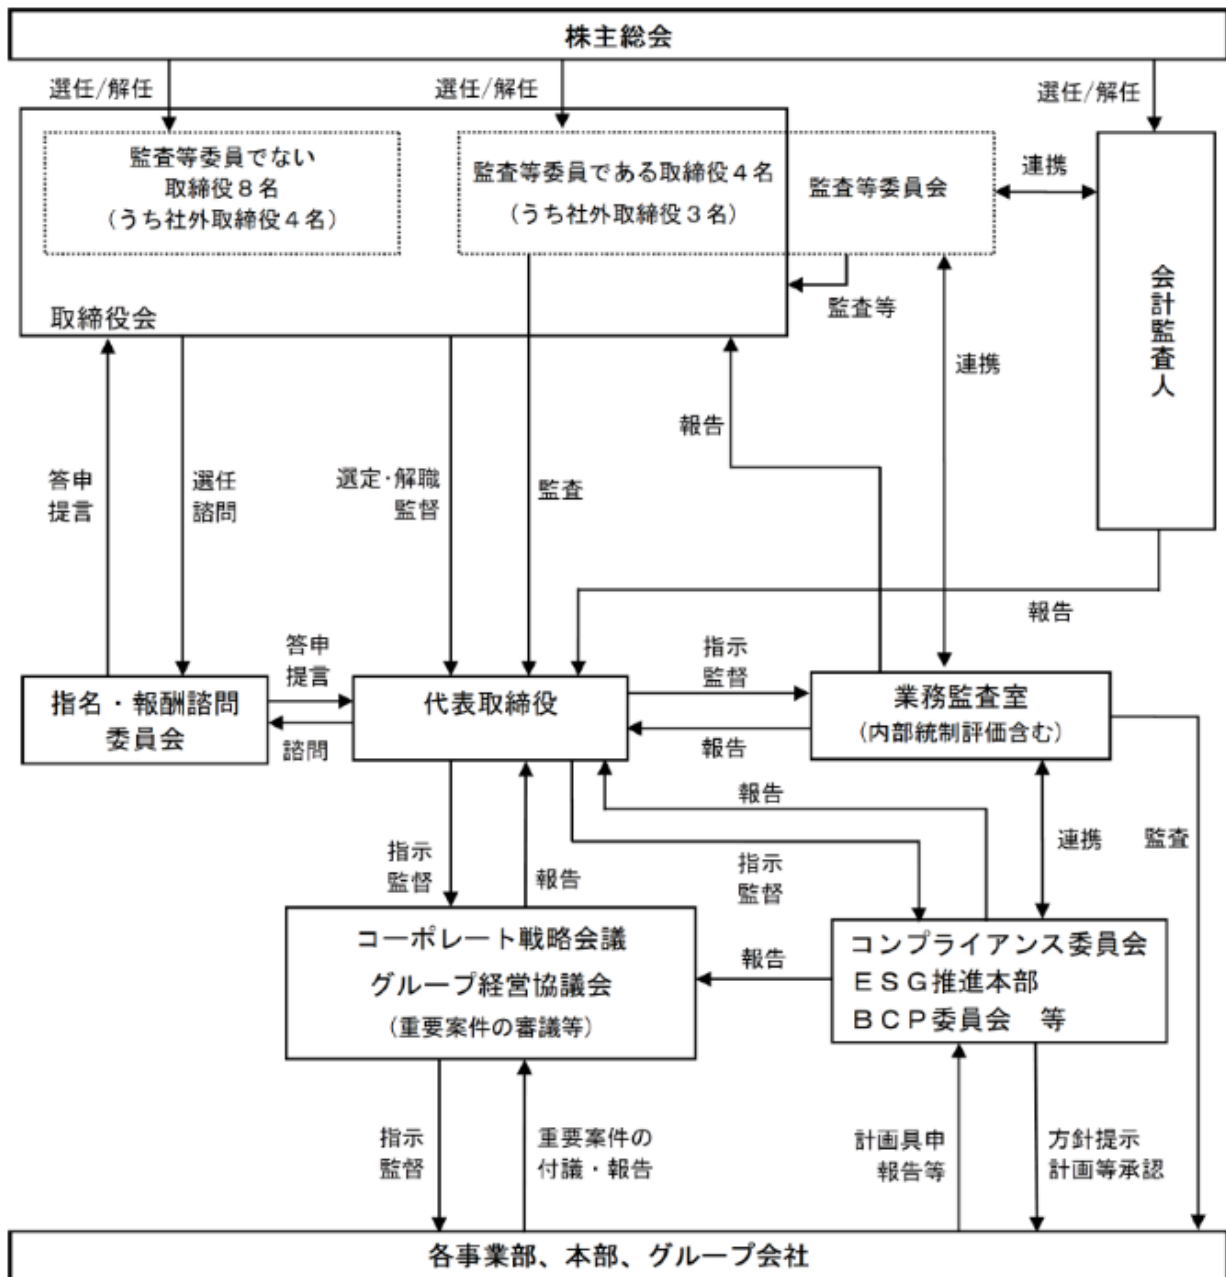 株主総会
選任/解任
選任/解任
選任/解任
監査等委員でない
取締役８名
（うち社外取締役４名）
監査等委員である取締役４名
（うち社外取締役３名）
監査等委員会
連携
会計監査人
監査等
取締役会
連携
報告
答申
提言
選任
諮問
選定・解職
監督
監査
報告
答申
提言
指示
監督
指名・報酬諮問
委員会
代表取締役
業務監査室
（内部統制評価含む）
諮問
報告
報告
指示
監督
報告
指示
監督
連携
監査
コーポレート戦略会議
グループ経営協議会
（重要案件の審議等）
報告
コンプライアンス委員会
ＥＳＧ推進本部
ＢＣＰ委員会　等
指示
監督
重要案件の
付議・報告
計画具申
報告等
方針提示
計画等承認
各事業部、本部、グループ会社